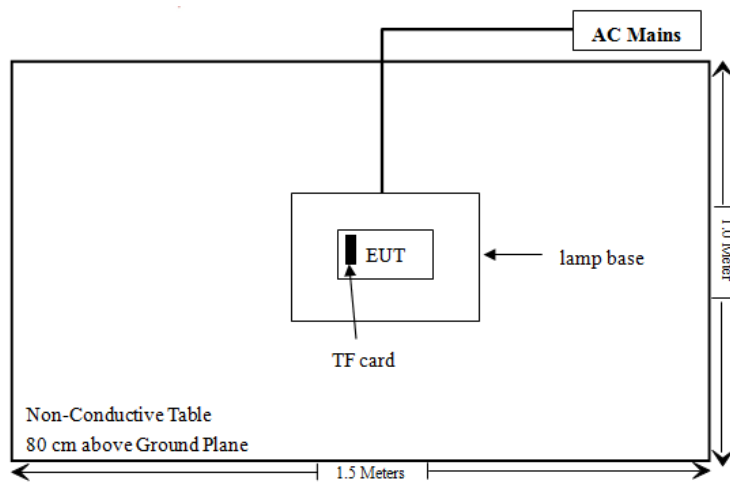 AC Mains
EUT
lamp base
TF card
1.0 Meter
Non-Conductive Table
80 cm above Ground Plane
1.5 Meters